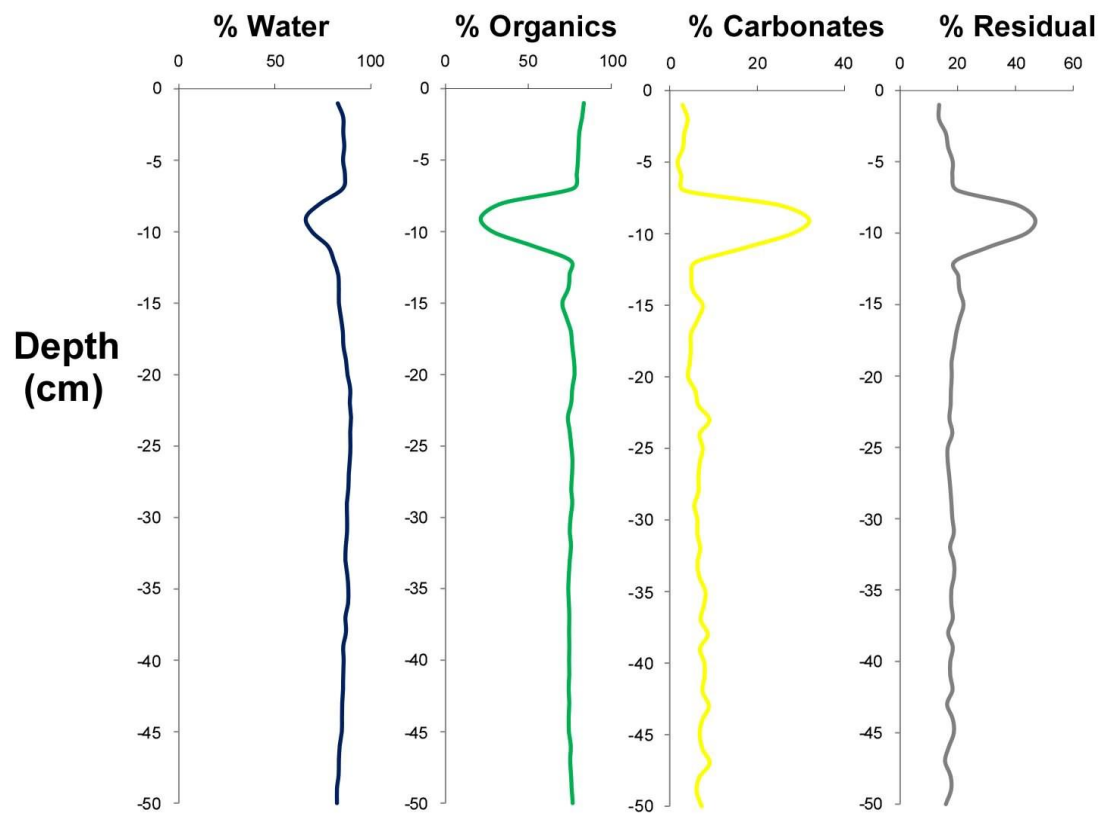 % Water % Organics % Carbonates % Residual
0 50 100 0 50 100 0 20 40 0 20 40 60
0 0 0 0
-5 -5 -5 -5
-10 -10 -10 -10
-15 -15 -15 -15
Depth
(cm)
-20 -20 -20 -20
-25 -25 -25 -25
-30 -30 -30 -30
-35 -35 -35 -35
-40 -40 -40 -40
-45 -45 -45 -45
-50 -50 -50 -50